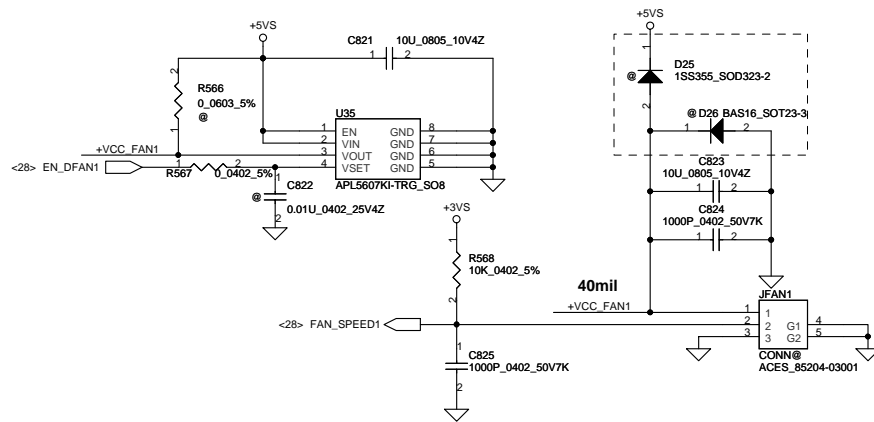 +5VS
C821
10U_0805_10V4Z
1
2
2
R566
0_0603_5%
@
1
U35
1
EN
GND
8
2
VIN
GND
7
3
VOUT
GND
6
4
VSET
GND
5
APL5607KI-TRG_SO8
+VCC_FAN1
<28> EN_DFAN1
1
2
R567
0_0402_5%
1
C822
@
0.01U_0402_25V4Z
2
+5VS
1
D25
1SS355_SOD323-2
@
2
@ D26 BAS16_SOT23-3
1
2
C823
10U_0805_10V4Z
1
2
C824
1000P_0402_50V7K
1
2
+3VS
1
R568
10K_0402_5%
2
40mil
+VCC_FAN1
<28> FAN_SPEED1
1
C825
1000P_0402_50V7K
2
JFAN1
1
1
2
2
G1
4
3
3
G2
5
CONN@
ACES_85204-03001